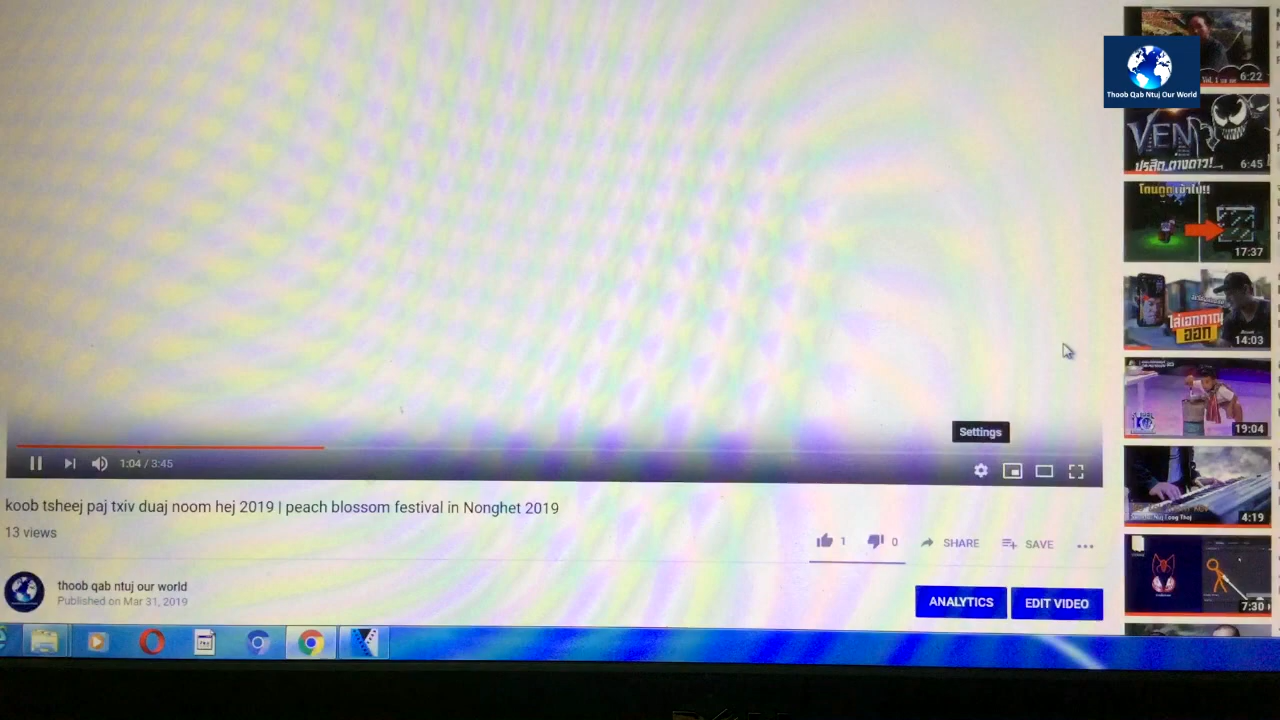 Settings
1:04 / 3:45
koob tsheej paj txiv duaj noom hej 2019 | peach blossom festival in Nonghet 2019
13 views
1
0
SHARE
SAVE
thoob qab ntuj our world
Published on Mar 31, 2019
ANALYTICS
EDIT VIDEO
6:22
Thoob Qab Ntuj Our World
6:45
17:37
ออก
14:03
19:04
4:19
7:30